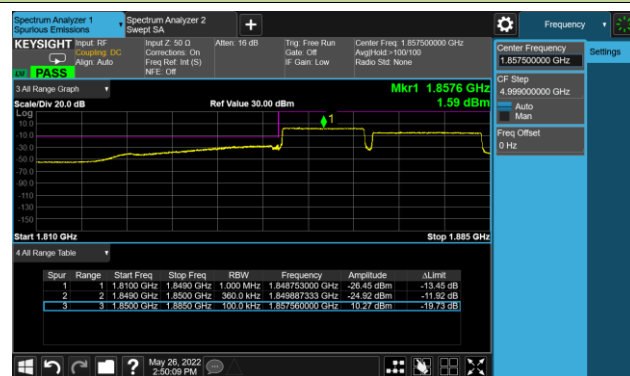 Spectrum Analyzer 1
Spurious Emissions
Spectrum Analyzer 2
Swept SA
+
Frequency
KEYSIGHT
Input: RF
Coupling: DC
Align: Auto
Input Z: 50 Ω
Corrections: On
Freq Ref: Int (S)
NFE: Off
Atten: 16 dB
Trig: Free Run
Gate: Off
IF Gain: Low
Center Freq: 1.857500000 GHz
Avg|Hold:>100/100
Radio Std: None
PASS
Center Frequency
1.857500000 GHz
Settings
CF Step
4.999000000 GHz
Auto
Man
Freq Offset
0 Hz
3 All Range Graph
Mkr1 1.8576 GHz
Scale/Div 20.0 dB
Ref Value 30.00 dBm
1.59 dBm
Log
10.0
-10.0
-30.0
-50.0
-70.0
-90.0
-110
-130
-150
1
Start 1.810 GHz
Stop 1.885 GHz
4 All Range Table
Spur Range Start Freq Stop Freq RBW Frequency Amplitude ΔLimit
1 1 1.8100 GHz 1.8490 GHz 1.000 MHz 1.848753000 GHz -26.45 dBm -13.45 dB
2 2 1.8490 GHz 1.8500 GHz 360.0 kHz 1.849887333 GHz -24.92 dBm -11.92 dB
3 3 1.8500 GHz 1.8850 GHz 100.0 kHz 1.857560000 GHz 10.27 dBm -19.73 dB
?
May 26, 2022
2:50:09 PM